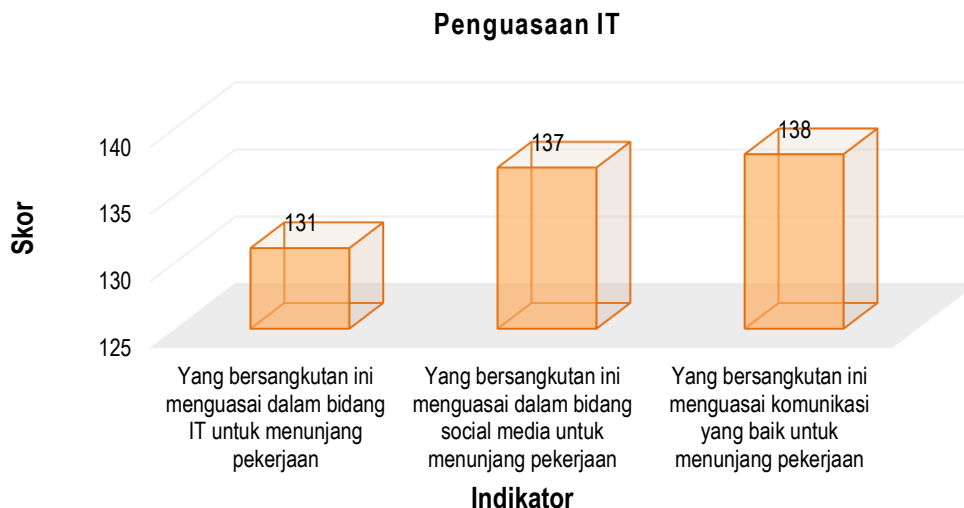 Penguasaan IT
Skor
140
135
130
125
131
137
138
Yang bersangkutan ini
menguasai dalam bidang
IT untuk menunjang
pekerjaan
Yang bersangkutan ini
menguasai dalam bidang
social media untuk
menunjang pekerjaan
Yang bersangkutan ini
menguasai komunikasi
yang baik untuk
menunjang pekerjaan
Indikator